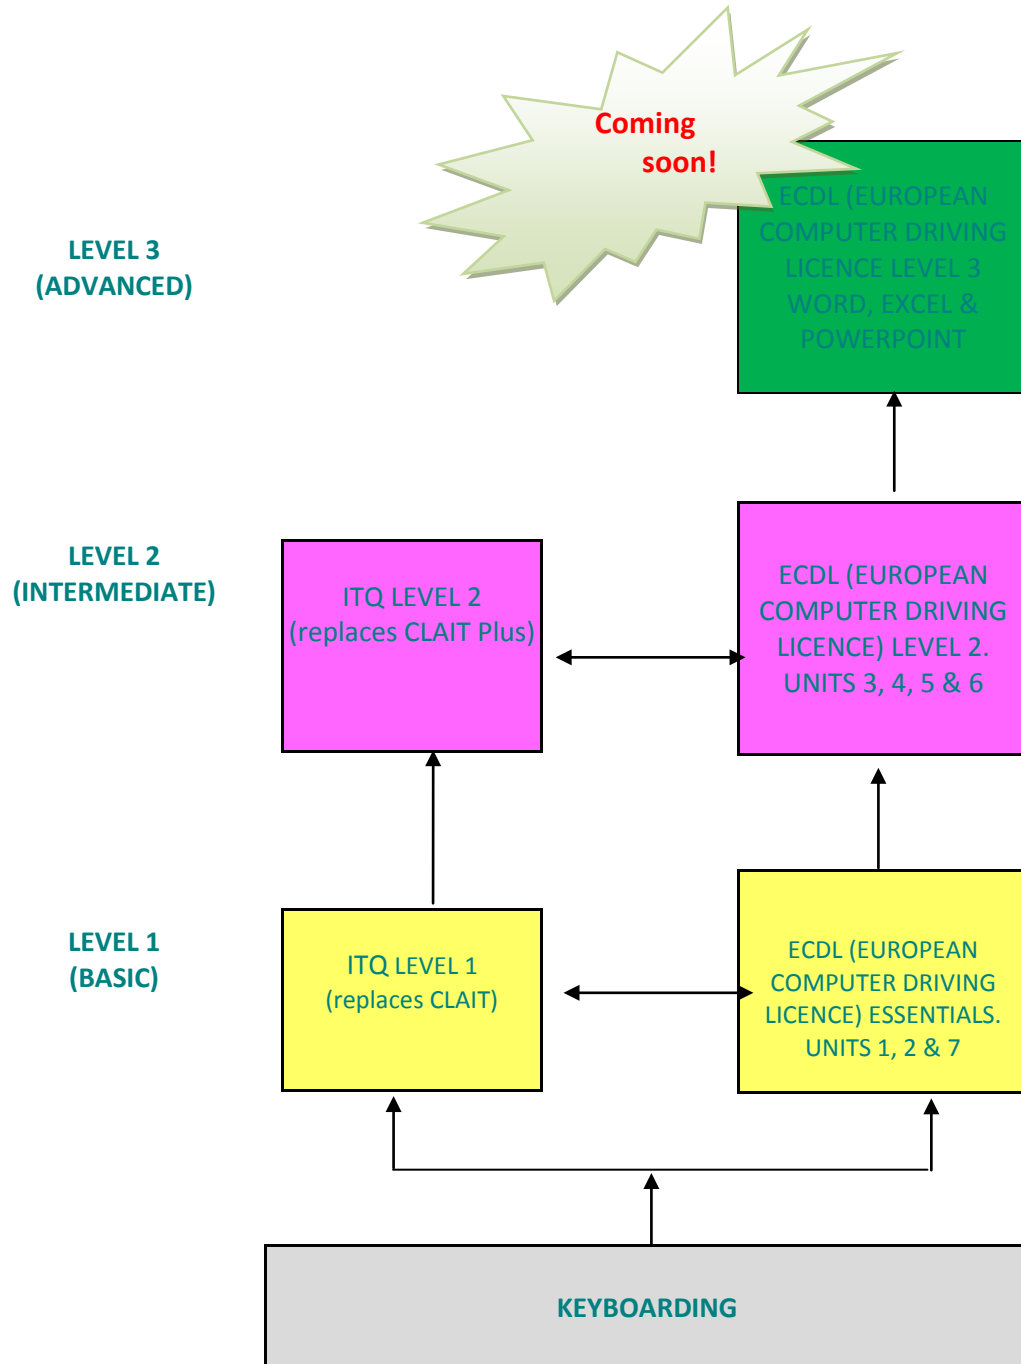 Coming
soon!
LEVEL 3
(ADVANCED)
ECDL (EUROPEAN
COMPUTER DRIVING
LICENCE LEVEL 3
WORD, EXCEL &
POWERPOINT
LEVEL 2
(INTERMEDIATE)
ITQ LEVEL 2
(replaces CLAIT Plus)
ECDL (EUROPEAN
COMPUTER DRIVING
LICENCE) LEVEL 2.
UNITS 3, 4, 5 & 6
LEVEL 1
(BASIC)
ITQ LEVEL 1
(replaces CLAIT)
ECDL (EUROPEAN
COMPUTER DRIVING
LICENCE) ESSENTIALS.
UNITS 1, 2 & 7
KEYBOARDING